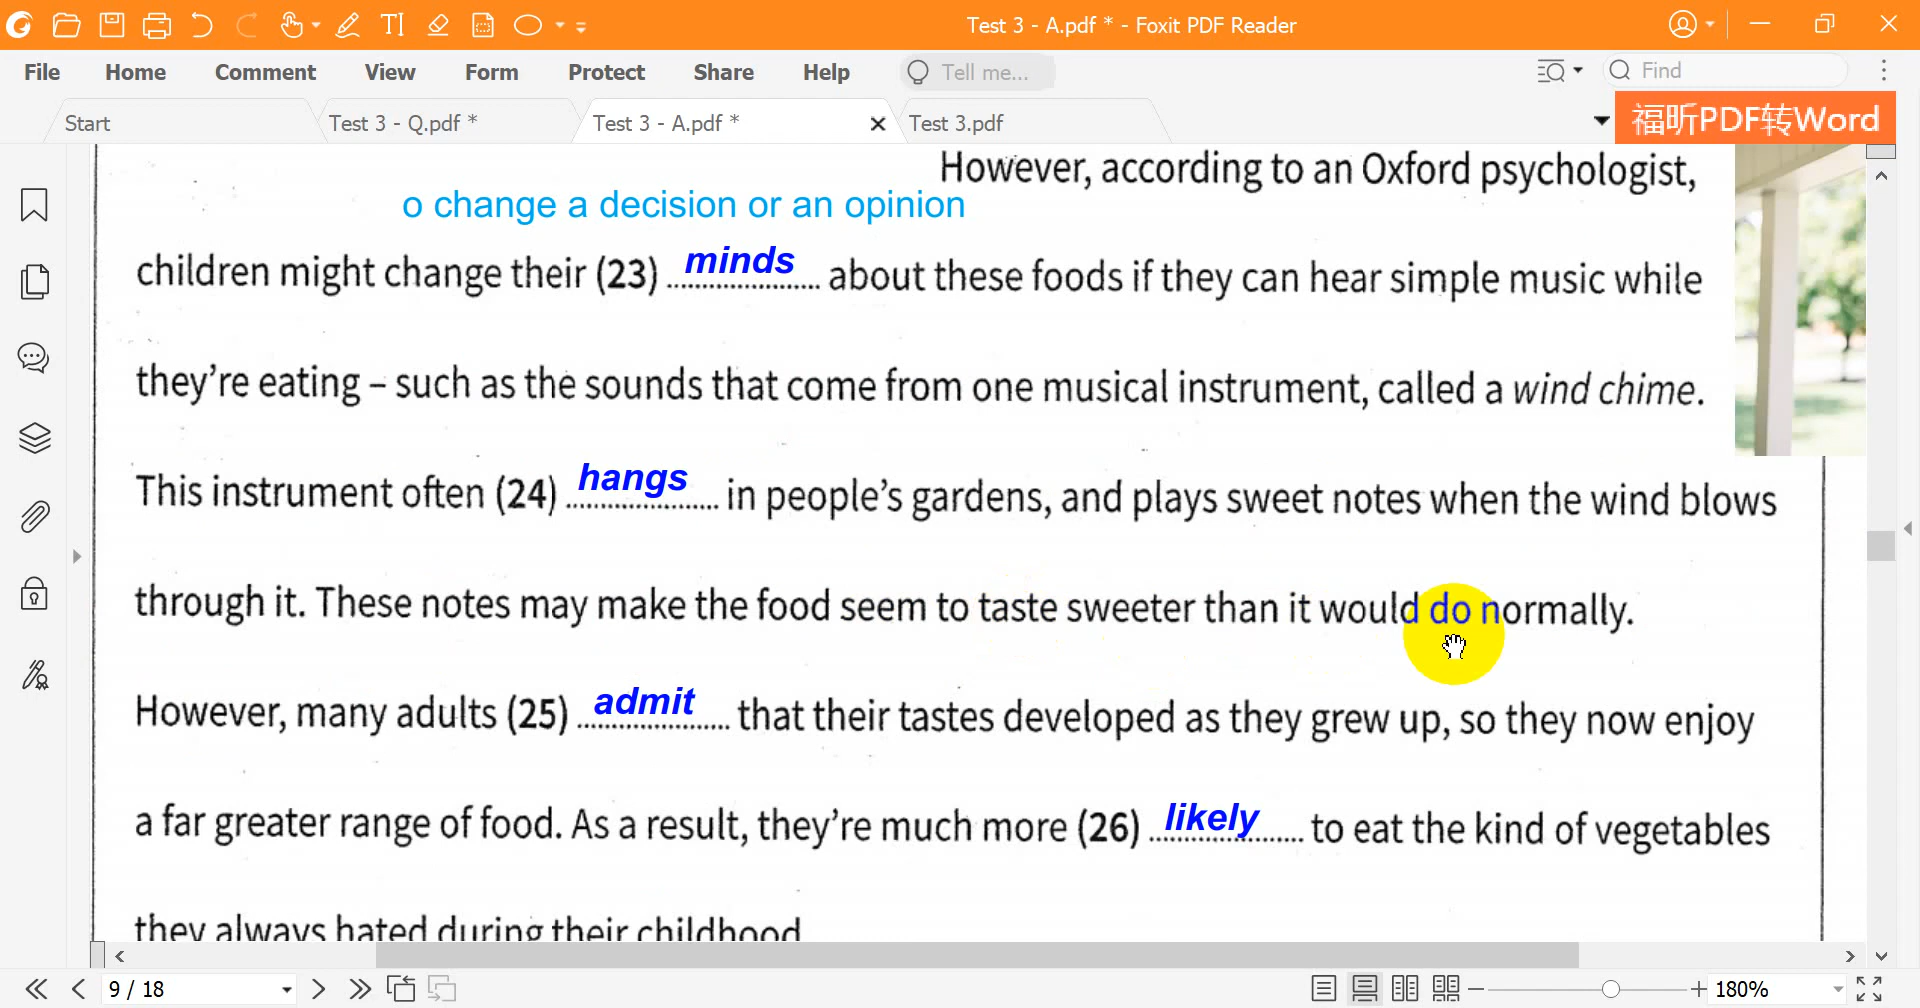 Test 3 - A.pdf * - Foxit PDF Reader
File Home Comment View Form Protect Share Help Tell me... Find
Start Test 3 - Q.pdf * Test 3 - A.pdf * Test 3.pdf 福昕PDF转Word
However, according to an Oxford psychologist,
o change a decision or an opinion
children might change their (23) minds about these foods if they can hear simple music while
they're eating – such as the sounds that come from one musical instrument, called a wind chime.
This instrument often (24) hangs in people's gardens, and plays sweet notes when the wind blows
through it. These notes may make the food seem to taste sweeter than it would do normally.
However, many adults (25) admit that their tastes developed as they grew up, so they now enjoy
a far greater range of food. As a result, they're much more (26) likely to eat the kind of vegetables
they always hated during their childhood
9 / 18 180%